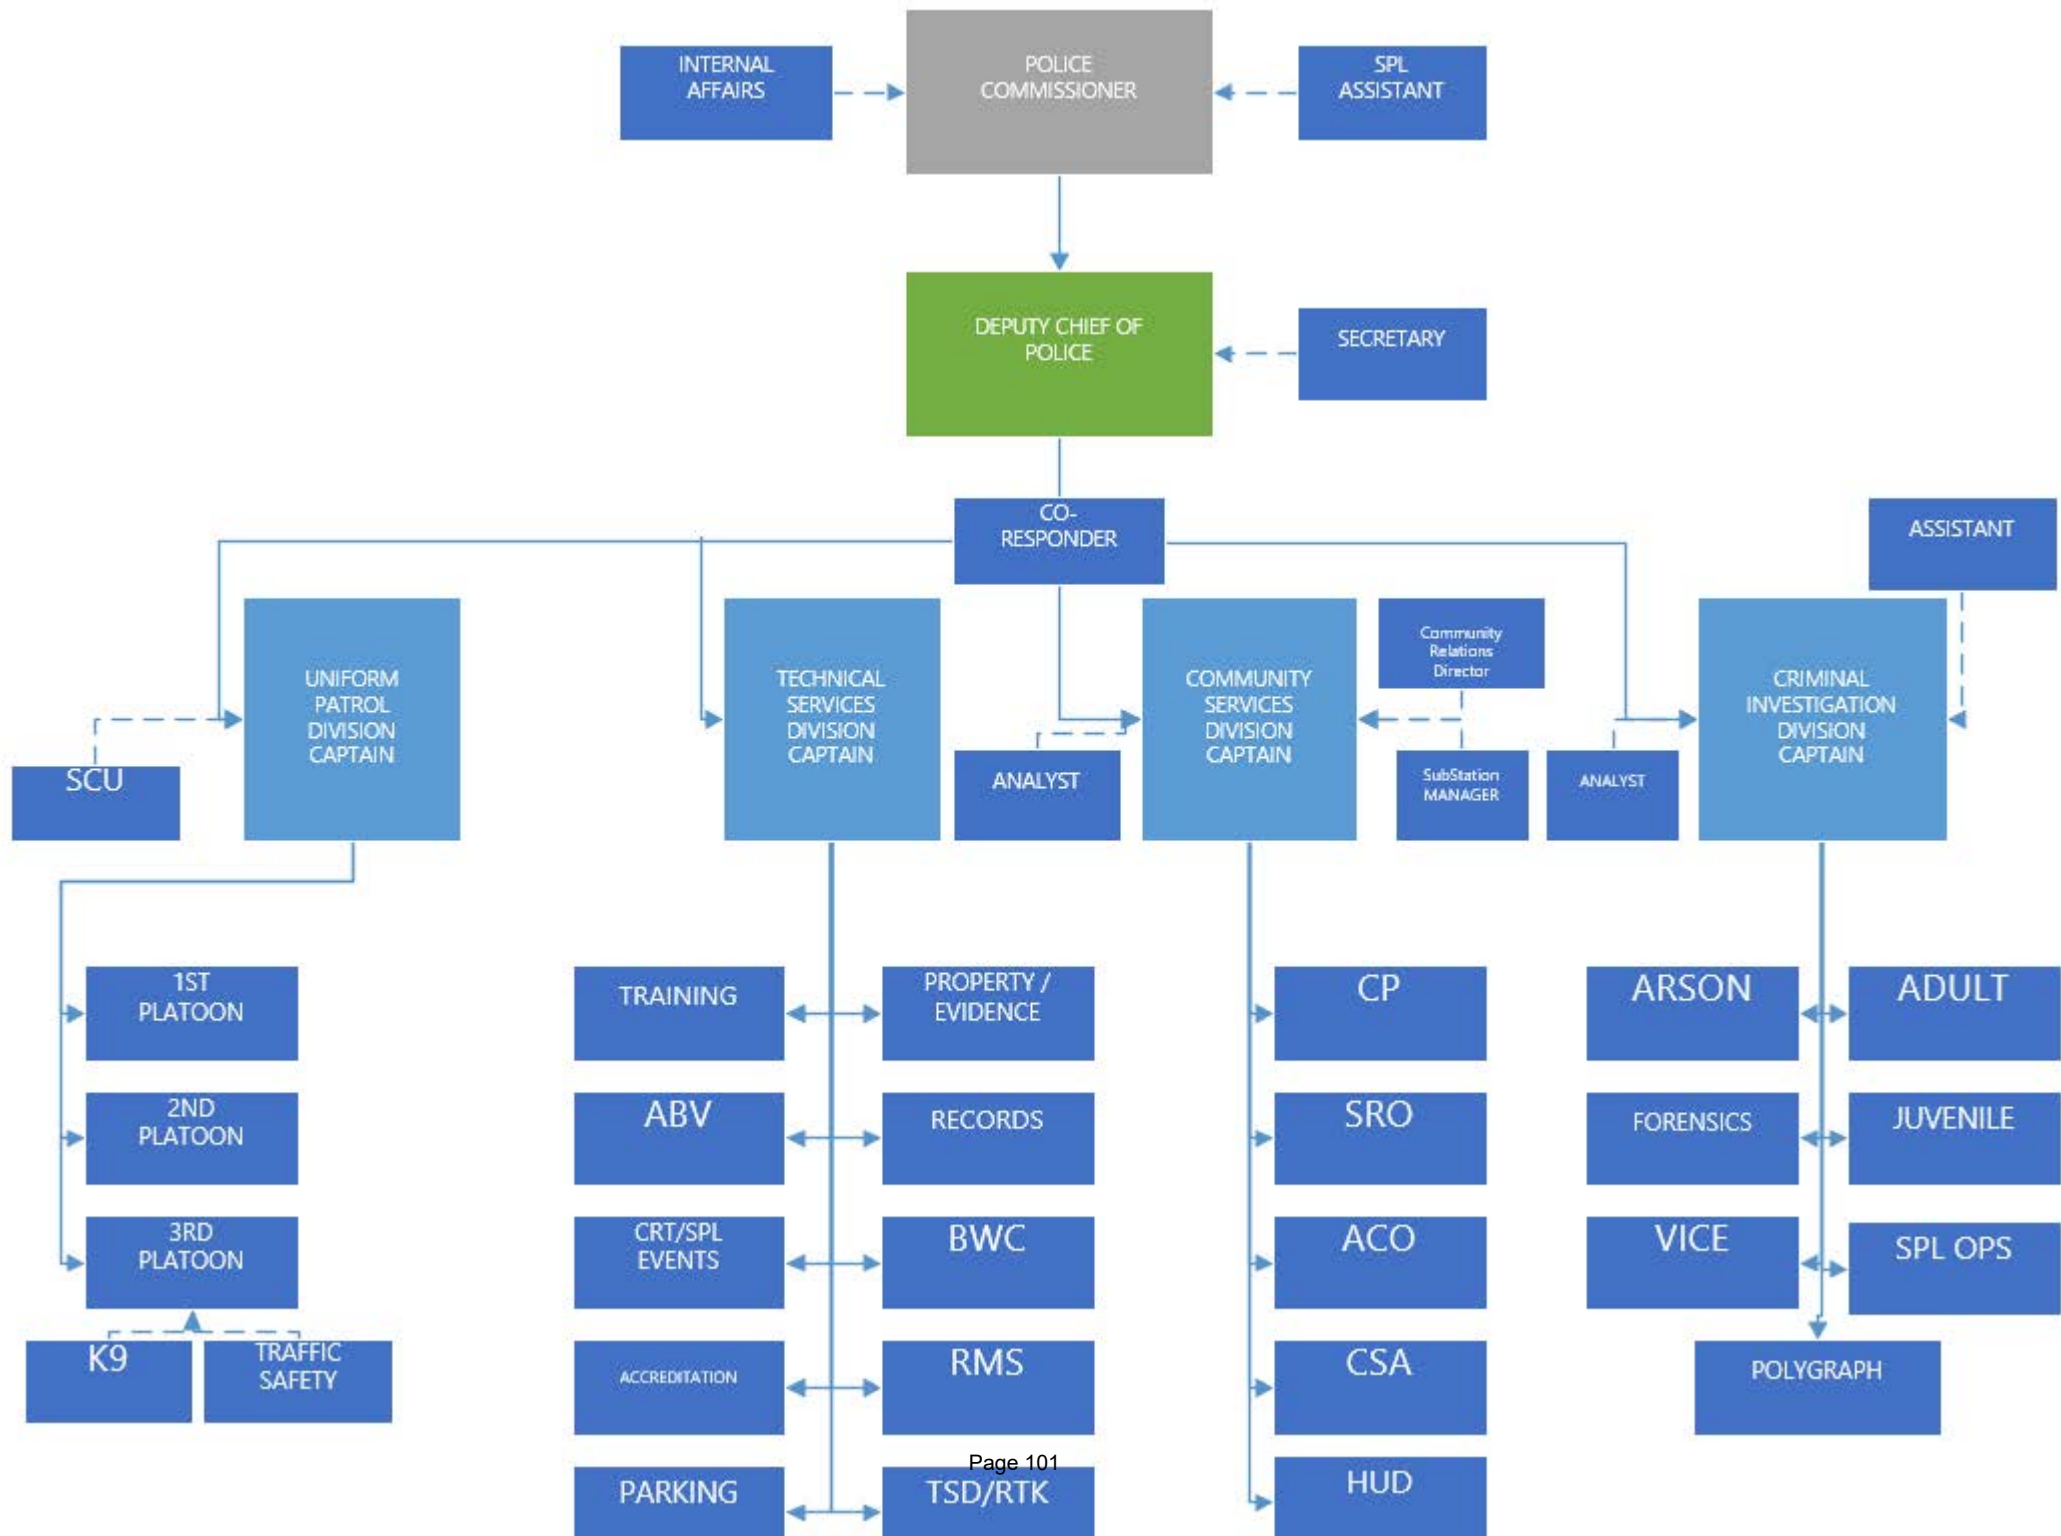 INTERNAL
AFFAIRS
POLICE
COMMISSIONER
SPL
ASSISTANT
DEPUTY CHIEF OF
POLICE
SECRETARY
CO-
RESPONDER
ASSISTANT
UNIFORM
PATROL
DIVISION
CAPTAIN
TECHNICAL
SERVICES
DIVISION
CAPTAIN
COMMUNITY
SERVICES
DIVISION
CAPTAIN
Community
Relations
Director
CRIMINAL
INVESTIGATION
DIVISION
CAPTAIN
SCU
ANALYST
SubStation
MANAGER
ANALYST
1ST
PLATOON
2ND
PLATOON
3RD
PLATOON
K9
TRAFFIC
SAFETY
TRAINING
PROPERTY /
EVIDENCE
ABV
RECORDS
CRT/SPL
EVENTS
BWC
ACCREDITATION
RMS
PARKING
TSD/RTK
CP
SRO
ACO
CSA
HUD
ARSON
ADULT
FORENSICS
JUVENILE
VICE
SPL OPS
POLYGRAPH
Page 101